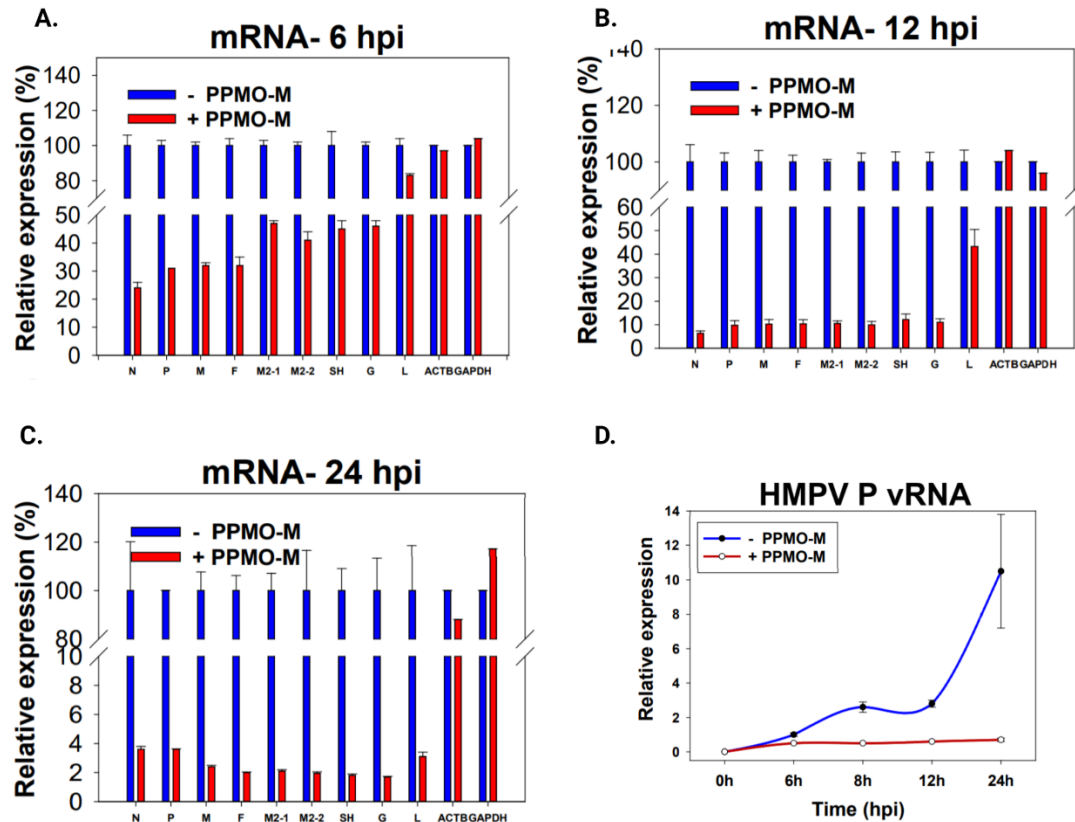 A.
mRNA- 6 hpi
Relative expression (%)
140
120
100
80
50
40
30
20
10
0
- PPMO-M
+ PPMO-M
N P M F M2-1 M2-2 SH G L ACTB GAPDH
B.
mRNA- 12 hpi
Relative expression (%)
140
120
100
60
50
40
30
20
10
0
- PPMO-M
+ PPMO-M
N P M F M2-1 M2-2 SH G L ACTB GAPDH
C.
mRNA- 24 hpi
Relative expression (%)
140
120
100
80
10
8
6
4
2
0
- PPMO-M
+ PPMO-M
N P M F M2-1 M2-2 SH G L ACTB GAPDH
D.
HMPV P vRNA
Relative expression
14
12
10
8
6
4
2
0
- PPMO-M
+ PPMO-M
0h 6h 8h 12h 24h
Time (hpi)